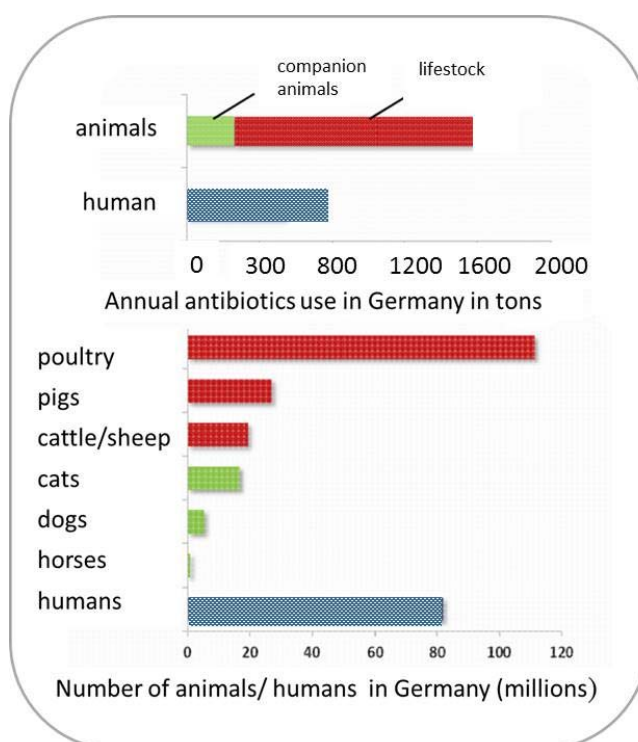 companion
animals
lifestock
animals
human
0 300 800 1200 1600 2000
Annual antibiotics use in Germany in tons
poultry
pigs
cattle/sheep
cats
dogs
horses
humans
0 20 40 60 80 100 120
Number of animals/ humans in Germany (millions)